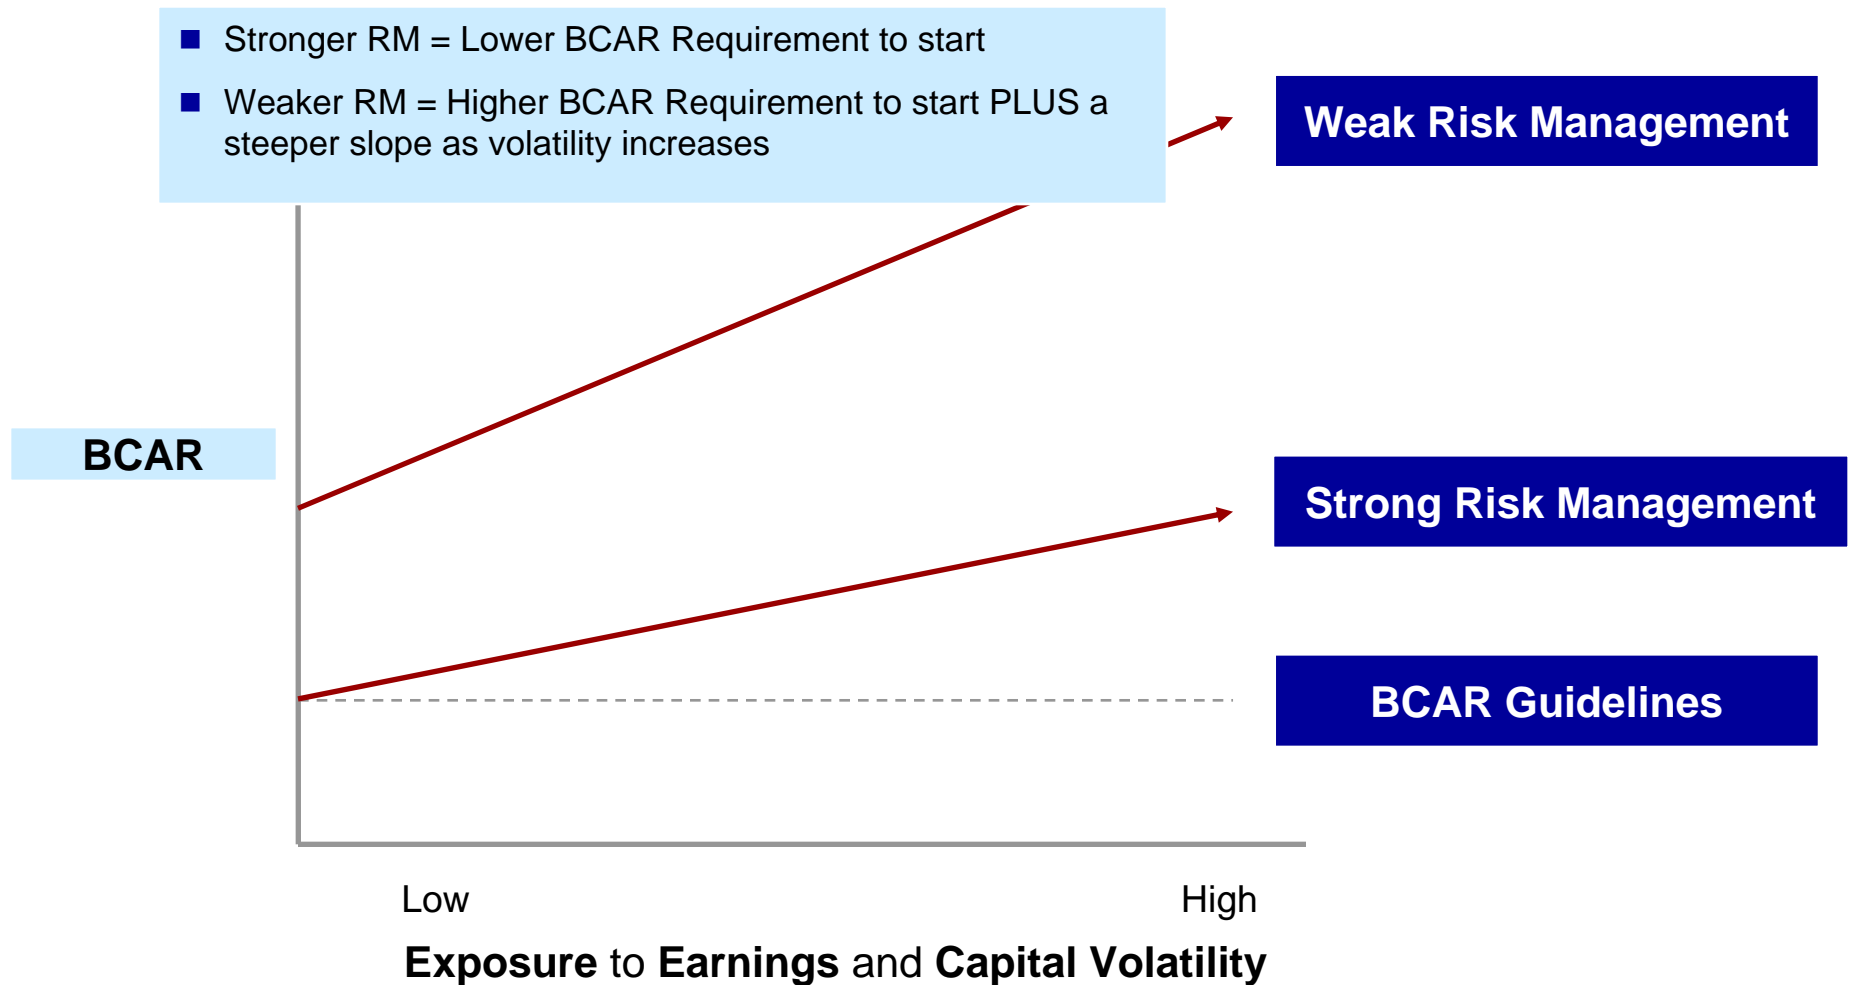 Stronger RM = Lower BCAR Requirement to start
Weaker RM = Higher BCAR Requirement to start PLUS a
steeper slope as volatility increases
Weak Risk Management
BCAR
Strong Risk Management
BCAR Guidelines
Low High
Exposure to Earnings and Capital Volatility